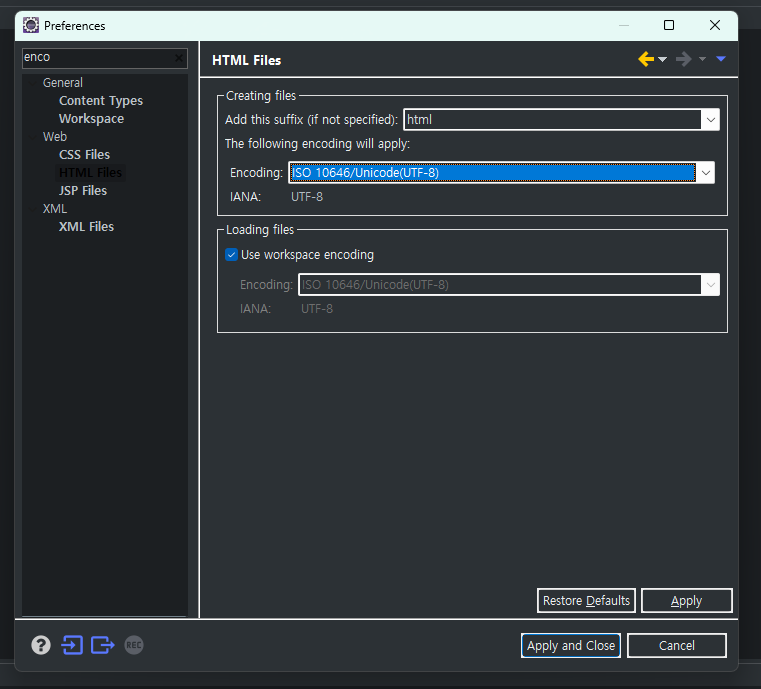 Preferences
enco
General
Content Types
Workspace
Web
CSS Files
HTML Files
JSP Files
XML
XML Files
HTML Files
Creating files
Add this suffix (if not specified): html
The following encoding will apply:
Encoding: ISO 10646/Unicode(UTF-8)
IANA: UTF-8
Loading files
Use workspace encoding
Encoding: ISO 10646/Unicode(UTF-8)
IANA: UTF-8
Restore Defaults
Apply
? REC
Apply and Close
Cancel